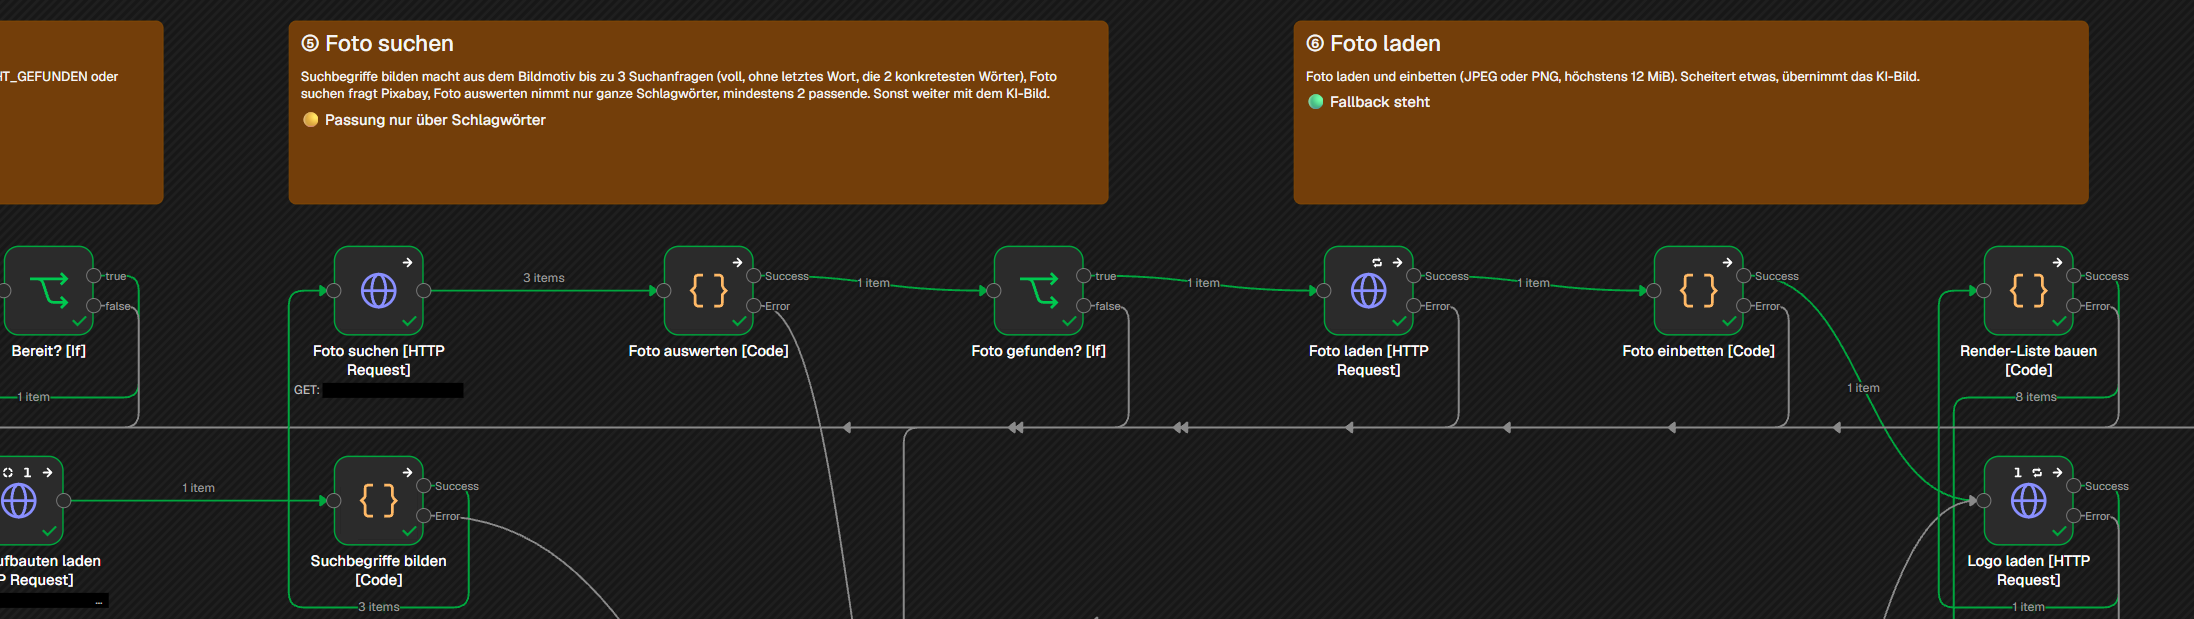 HT_GEFUNDEN oder
⑤ Foto suchen
Suchbegriffe bilden macht aus dem Bildmotiv bis zu 3 Suchanfragen (voll, ohne letztes Wort, die 2 konkretesten Wörter), Foto
suchen fragt Pixabay, Foto auswerten nimmt nur ganze Schlagwörter, mindestens 2 passende. Sonst weiter mit dem KI-Bild.
Passung nur über Schlagwörter
⑥ Foto laden
Foto laden und einbetten (JPEG oder PNG, höchstens 12 MiB). Scheitert etwas, übernimmt das KI-Bild.
Fallback steht
true
false
Bereit? [If]
1 item
Foto suchen [HTTP
Request]
GET:
3 items
Success
Error
Foto auswerten [Code]
1 item
true
false
Foto gefunden? [If]
1 item
Success
Error
Foto laden [HTTP
Request]
1 item
Success
Error
Foto einbetten [Code]
1 item
Success
Error
Render-Liste bauen
[Code]
8 items
1
ufbauten laden
P Request]
...
1 item
Success
Error
Suchbegriffe bilden
[Code]
3 items
1
Success
Error
Logo laden [HTTP
Request]
1 item